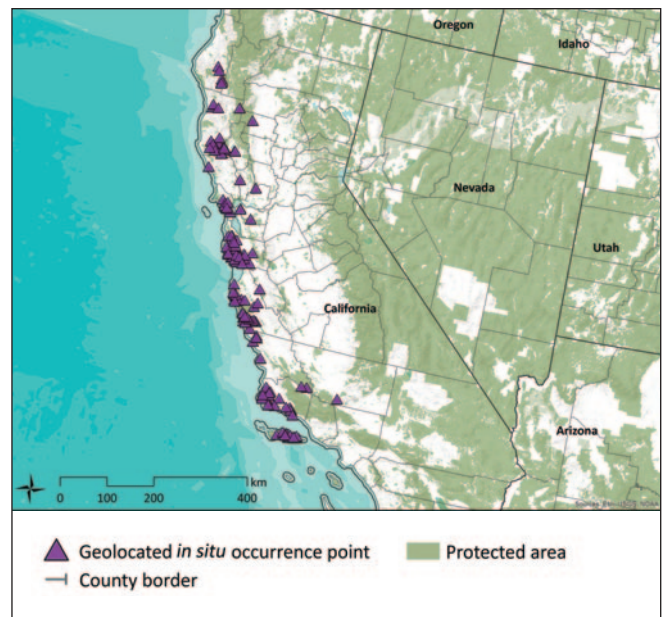 Oregon
Idaho
Nevada
Utah
California
Arizona
km
0 100 200 400
Geolocated in situ occurrence point
Protected area
County border